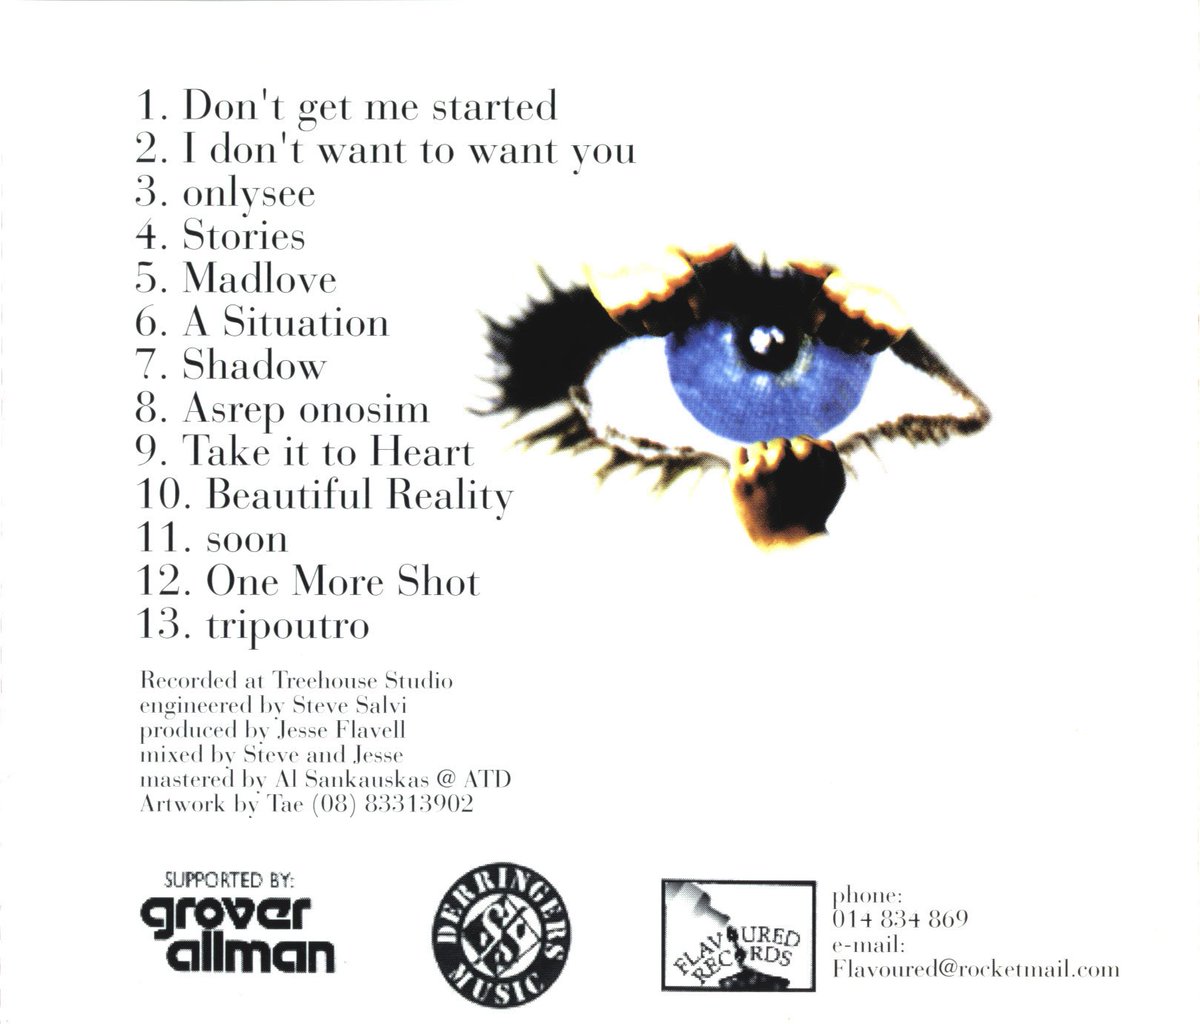 1. Don't get me started
2. I don't want to want you
3. onlysee
4. Stories
5. Madlove
6. A Situation
7. Shadow
8. Asrep onosim
9. Take it to Heart
10. Beautiful Reality
11. soon
12. One More Shot
13. tripoutro
Recorded at Treehouse Studio
engineered by Steve Salvi
produced by Jesse Flavell
mixed by Steve and Jesse
mastered by Al Sankauskas @ ATD
Artwork by Tae (08) 83313902
SUPPORTED BY:
grover
allman
DERRINGERS
MUSIC
FLAVOURED
RECORDS
phone:
014 834 869
e-mail:
Flavoured@rocketmail.com